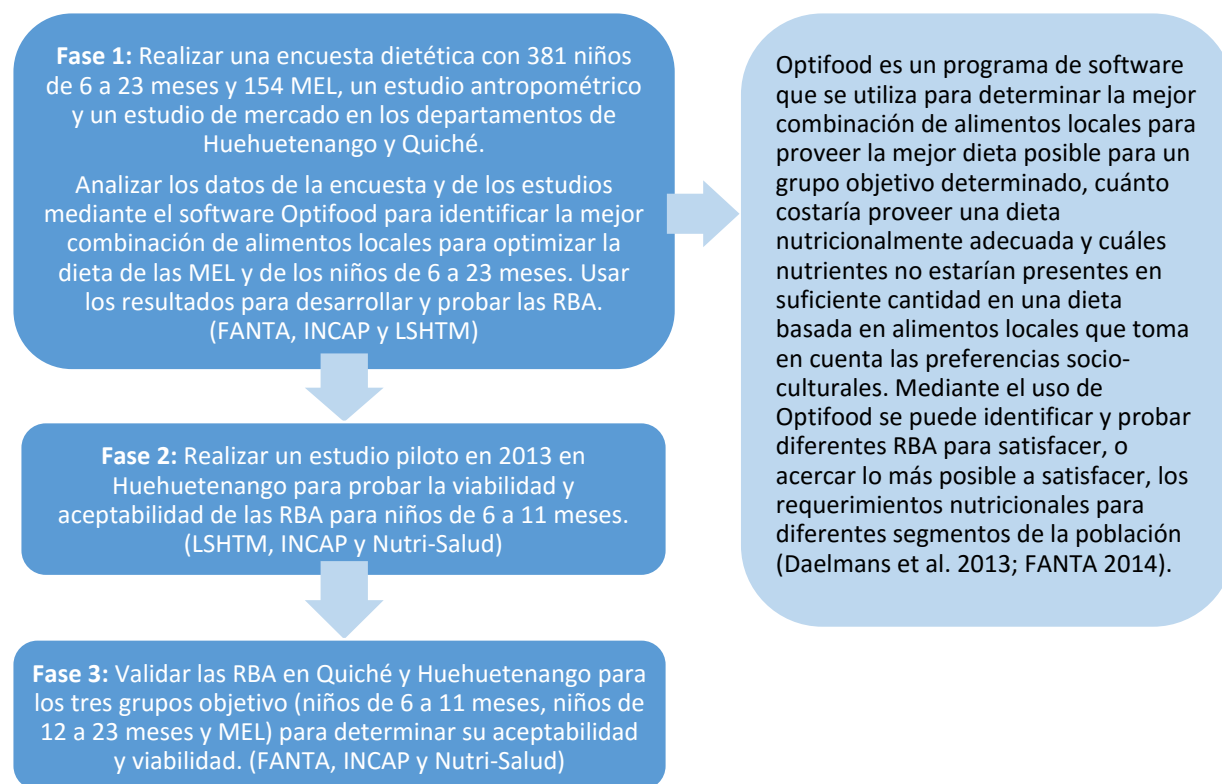 Fase 1: Realizar una encuesta dietética con 381 niños
de 6 a 23 meses y 154 MEL, un estudio antropométrico
y un estudio de mercado en los departamentos de
Huehuetenango y Quiché.
Analizar los datos de la encuesta y de los estudios
mediante el software Optifood para identificar la mejor
combinación de alimentos locales para optimizar la
dieta de las MEL y de los niños de 6 a 23 meses. Usar
los resultados para desarrollar y probar las RBA.
(FANTA, INCAP y LSHTM)
Optifood es un programa de software
que se utiliza para determinar la mejor
combinación de alimentos locales para
proveer la mejor dieta posible para un
grupo objetivo determinado, cuánto
costaría proveer una dieta
nutricionalmente adecuada y cuáles
nutrientes no estarían presentes en
suficiente cantidad en una dieta
basada en alimentos locales que toma
en cuenta las preferencias socio-
culturales. Mediante el uso de
Optifood se puede identificar y probar
diferentes RBA para satisfacer, o
acercar lo más posible a satisfacer, los
requerimientos nutricionales para
diferentes segmentos de la población
(Daelmans et al. 2013; FANTA 2014).
Fase 2: Realizar un estudio piloto en 2013 en
Huehuetenango para probar la viabilidad y
aceptabilidad de las RBA para niños de 6 a 11 meses.
(LSHTM, INCAP y Nutri-Salud)
Fase 3: Validar las RBA en Quiché y Huehuetenango para
los tres grupos objetivo (niños de 6 a 11 meses, niños de
12 a 23 meses y MEL) para determinar su aceptabilidad
y viabilidad. (FANTA, INCAP y Nutri-Salud)